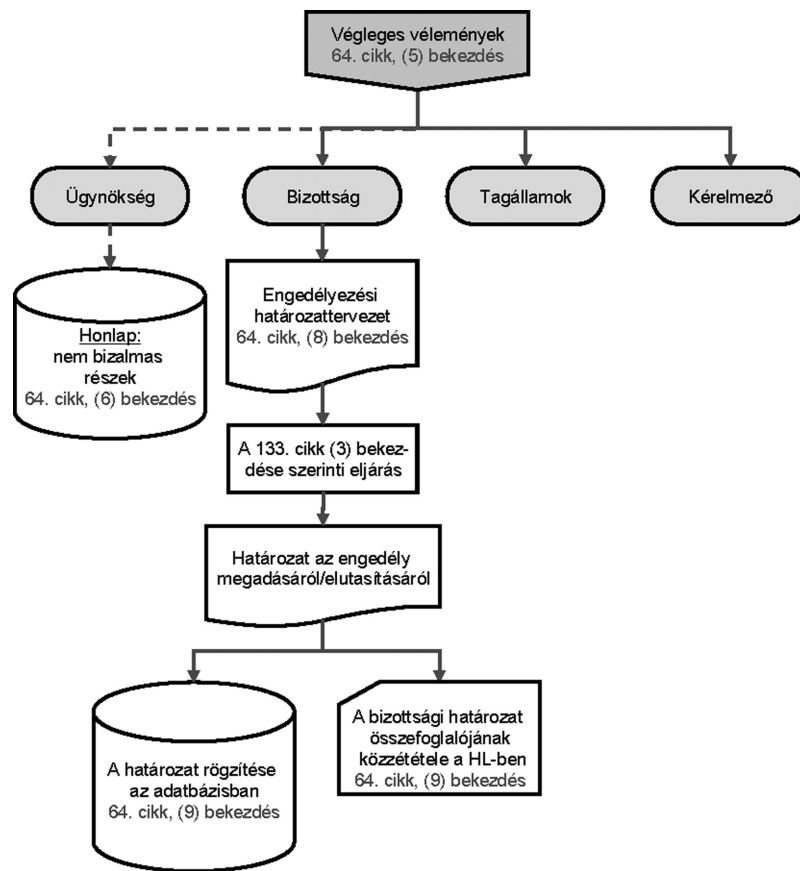 Végleges vélemények
64. cikk, (5) bekezdés
Ügynökség
Bizottság
Tagállamok
Kérelmező
Honlap:
nem bizalmas
részek
64. cikk, (6) bekezdés
Engedélyezési
határozattervezet
64. cikk, (8) bekezdés
A 133. cikk (3) bekez-
dése szerinti eljárás
Határozat az engedély
megadásáról/elutasításáról
A határozat rögzítése
az adatbázisban
64. cikk, (9) bekezdés
A bizottsági határozat
összefoglalójának
közzététele a HL-ben
64. cikk, (9) bekezdés